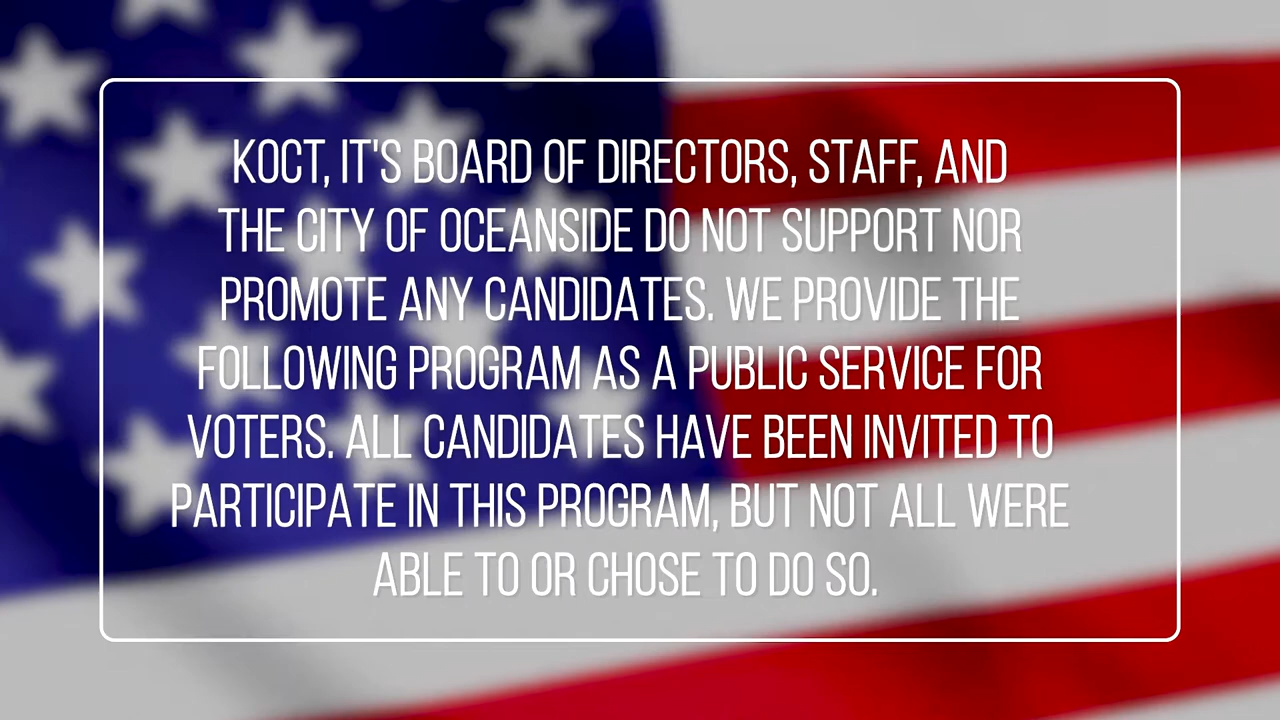 KOCT, IT'S BOARD OF DIRECTORS, STAFF, AND
THE CITY OF OCEANSIDE DO NOT SUPPORT NOR
PROMOTE ANY CANDIDATES. WE PROVIDE THE
FOLLOWING PROGRAM AS A PUBLIC SERVICE FOR
VOTERS. ALL CANDIDATES HAVE BEEN INVITED TO
PARTICIPATE IN THIS PROGRAM, BUT NOT ALL WERE
ABLE TO OR CHOSE TO DO SO.